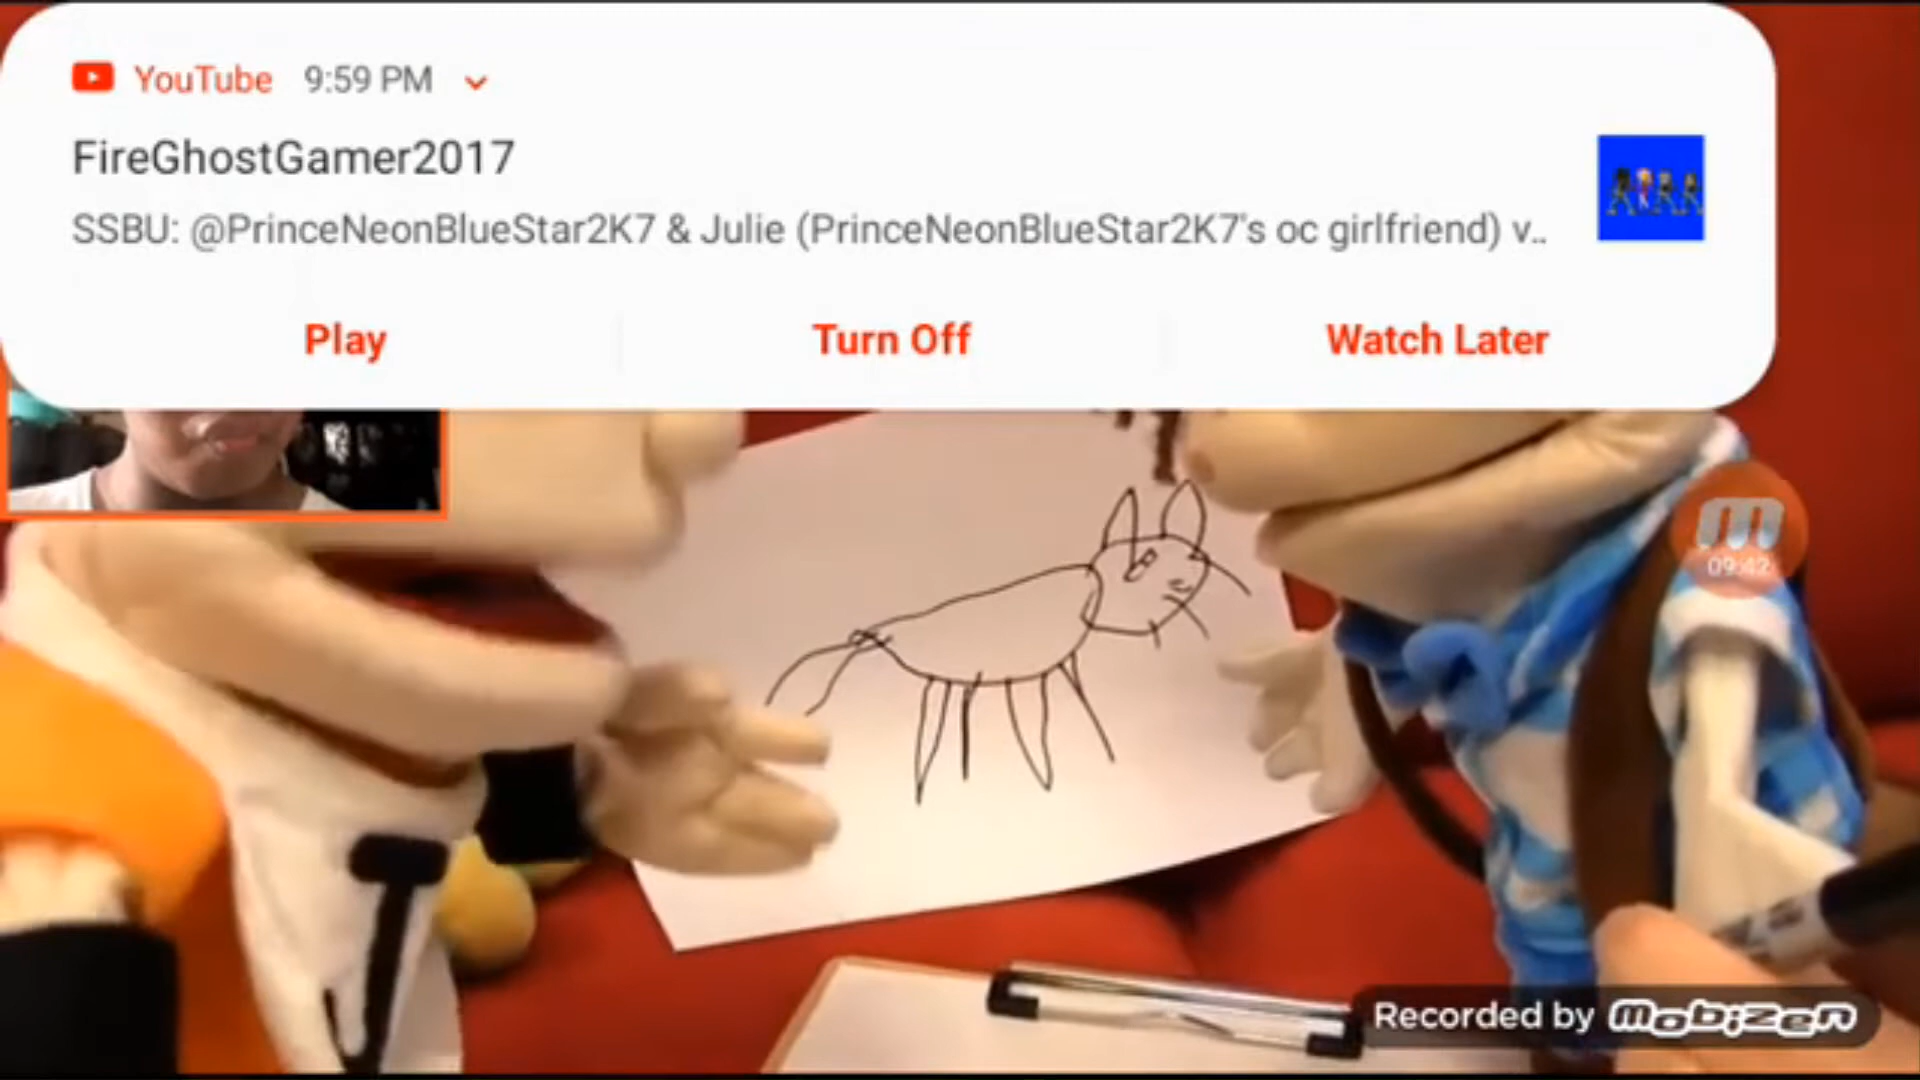 YouTube 9:59 PM
FireGhostGamer2017
SSBU: @PrinceNeonBlueStar2K7 & Julie (PrinceNeonBlueStar2K7's oc girlfriend) v..
Play Turn Off Watch Later
09:42
Recorded by Mobizen